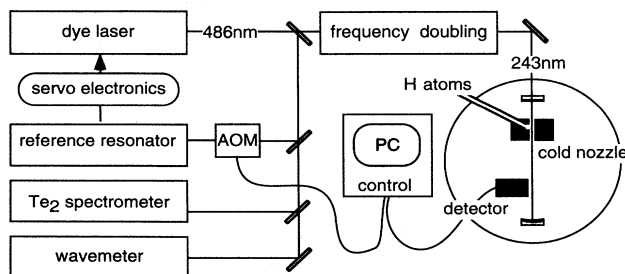 dye laser
486nm
frequency doubling
243nm
servo electronics
H atoms
reference resonator
AOM
PC
control
cold nozzle
detector
Te2 spectrometer
wavemeter